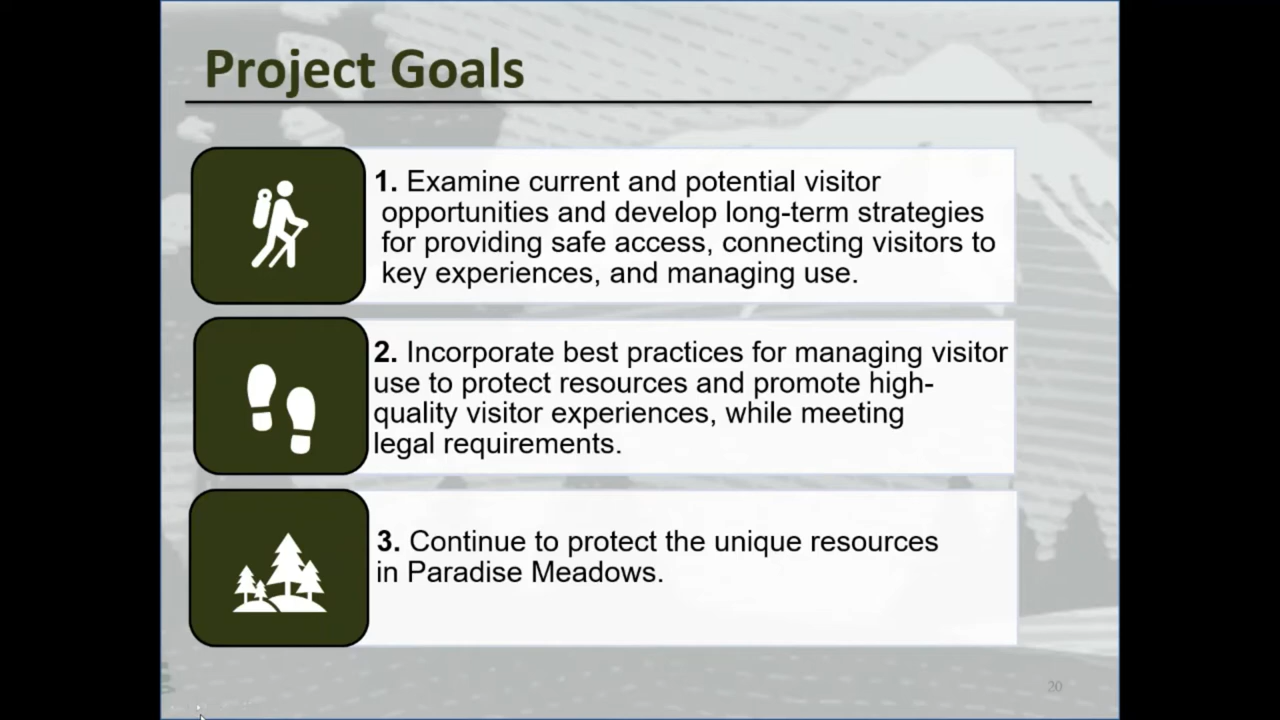 Project Goals
1. Examine current and potential visitor
opportunities and develop long-term strategies
for providing safe access, connecting visitors to
key experiences, and managing use.
2. Incorporate best practices for managing visitor
use to protect resources and promote high-
quality visitor experiences, while meeting
legal requirements.
3. Continue to protect the unique resources
in Paradise Meadows.
20